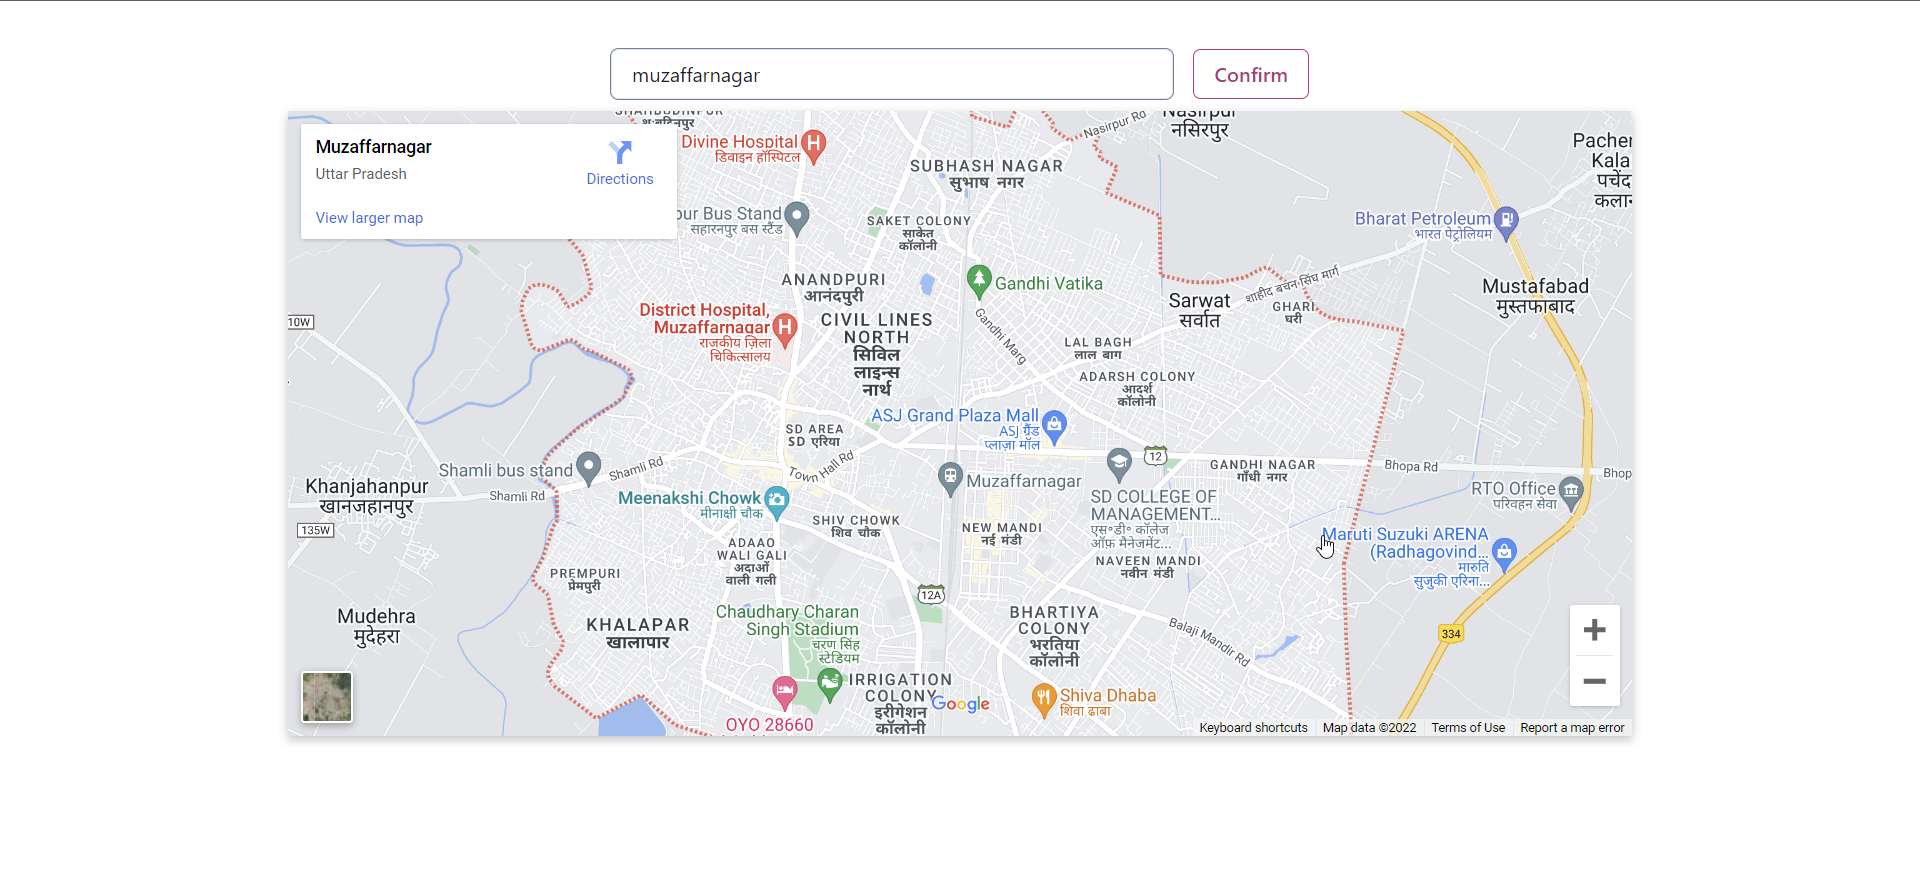 muzaffarnagar
Confirm
Muzaffarnagar
Uttar Pradesh
Directions
View larger map
Divine Hospital
डिवाइन हॉस्पिटल
Nasirpur Rd
Nasirpur
नसिरपुर
SUBHASH NAGAR
सुभाष नगर
Pacher
Kala
पचेंद
our Bus Stand
सहारनपुर बस स्टैंड
SAKET COLONY
साकेत
कॉलोनी
Bharat Petroleum
भारत पेट्रोलियम
ANANDPURI
आनंदपुरी
Gandhi Vatika
शाहीद बचन सिंघ मार्ग
Mustafabad
मुस्तफाबाद
Sarwat
सर्वात
GHARI
घरी
District Hospital,
Muzaffarnagar
राजकीय ज़िला
चिकित्सालय
CIVIL LINES
NORTH
सिविल
लाइन्स
नार्थ
Gandhi Marg
10W
LAL BAGH
लाल बाग
ADARSH COLONY
आदर्श
कॉलोनी
ASJ Grand Plaza Mall
ASJ ग्रैंड
प्लाज़ा मॉल
SD AREA
SD एरिया
Town Hall Rd
12
Shamli bus stand
Shamli Rd
Shamli Rd
GANDHI NAGAR
गाँधी नगर
Bhopa Rd
Bhop
Khanjahanpur
खानजहानपुर
135W
Meenakshi Chowk
मीनाक्षी चौक
Muzaffarnagar
SD COLLEGE OF
MANAGEMENT...
एस॰डी॰ कॉलेज
ऑफ़ मैनेजमेंट...
RTO Office
परिवहन सेवा
SHIV CHOWK
शिव चौक
NEW MANDI
नई मंडी
Maruti Suzuki ARENA
(Radhagovind...
मारुति
सुजुकी एरिना...
ADAAO
WALI GALI
अदाओं
वाली गली
NAVEEN MANDI
नवीन मंडी
PREMPURI
प्रेमपुरी
12A
Mudehra
मुदेहरा
KHALAPAR
खालापार
Chaudhary Charan
Singh Stadium
चरण सिंह
स्टेडियम
BHARTIYA
COLONY
भरतिया
कॉलोनी
Balaji Mandir Rd
334
IRRIGATION
COLONY
इरीगेशन
कॉलोनी
Google
Shiva Dhaba
शिवा ढाबा
OYO 28660
Keyboard shortcuts
Map data ©2022
Terms of Use
Report a map error